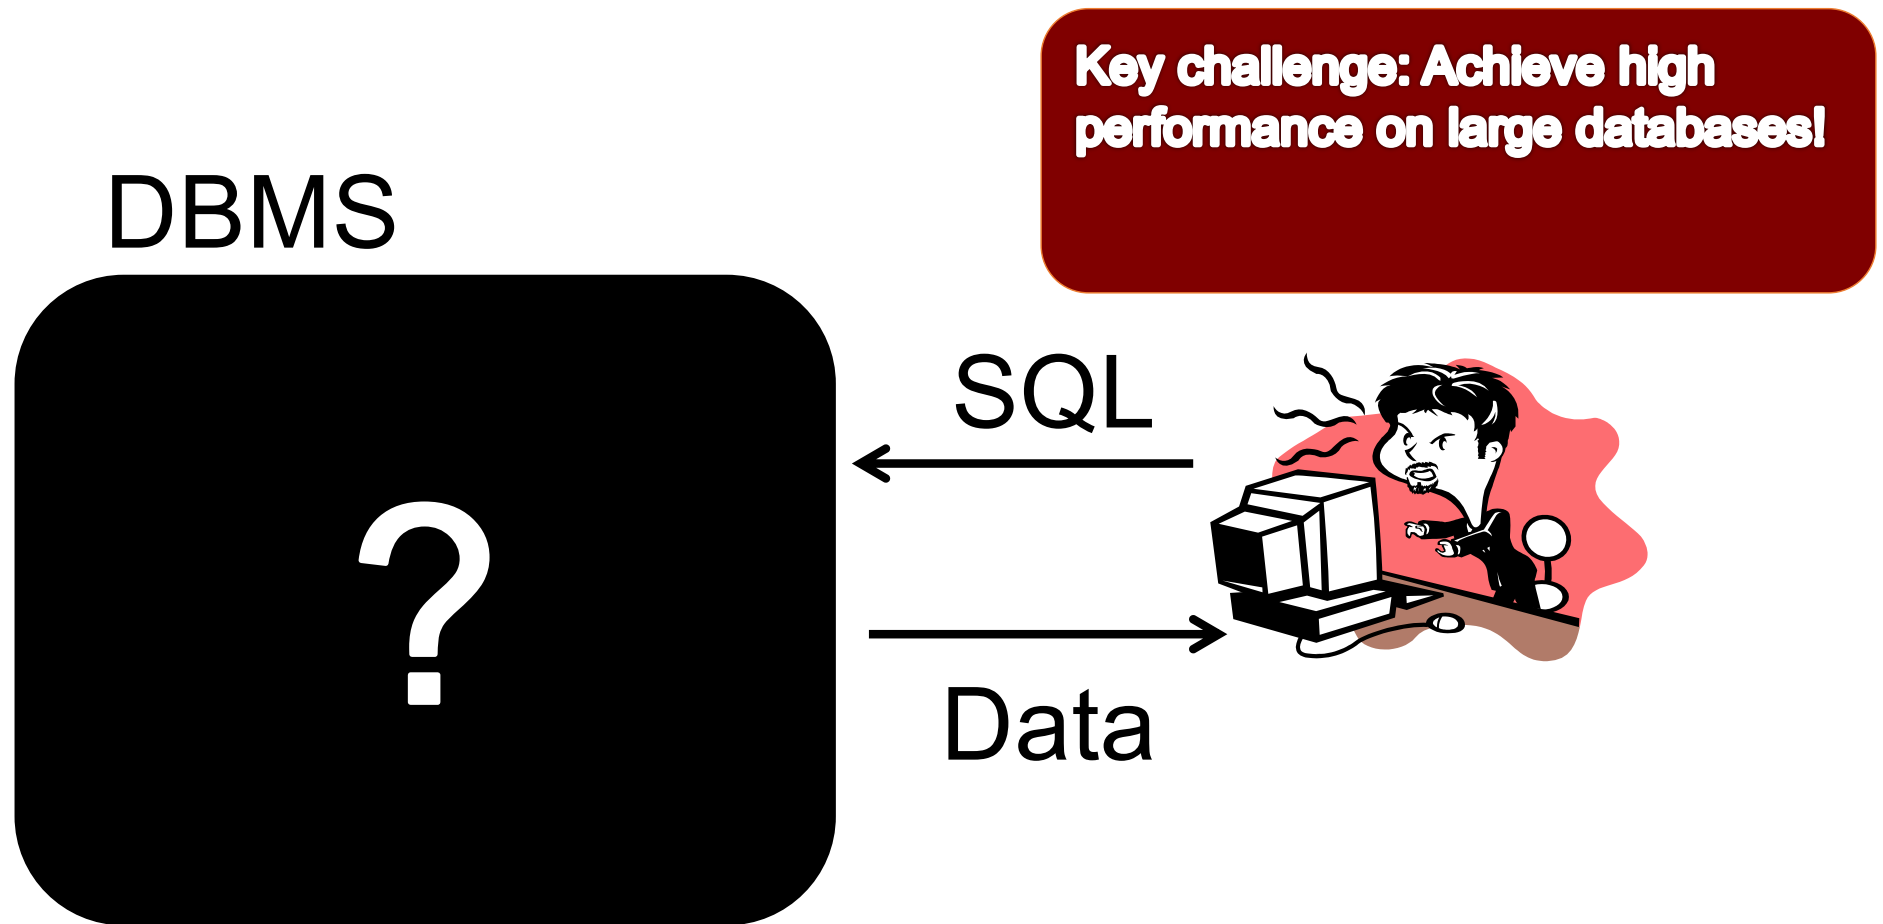 Key challenge: Achieve high
performance on large databases!
DBMS
?
SQL
Data